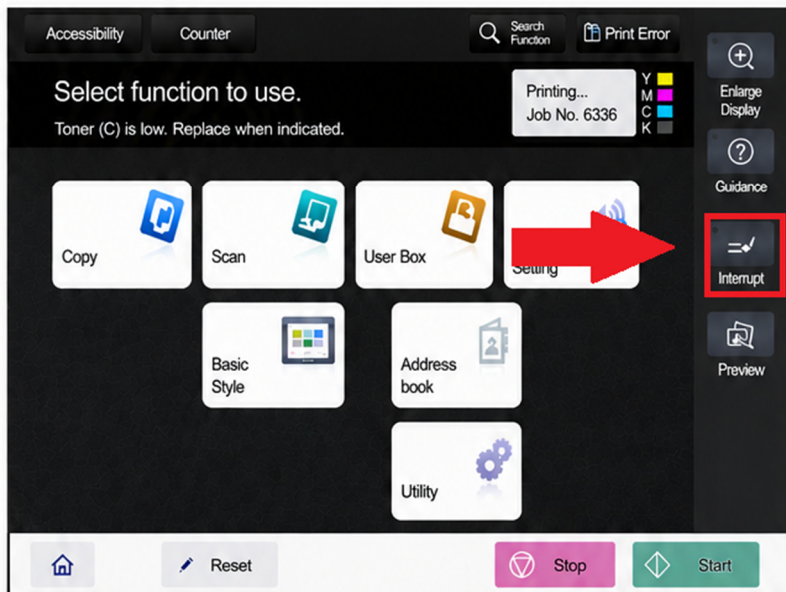 Accessibility
Counter
Search
Function
Print Error
Select function to use.
Toner (C) is low. Replace when indicated.
Printing...
Job No. 6336
Y
M
C
K
Enlarge
Display
Guidance
Interrupt
Preview
Copy
Scan
User Box
Setting
Basic
Style
Address
book
Utility
Reset
Stop
Start